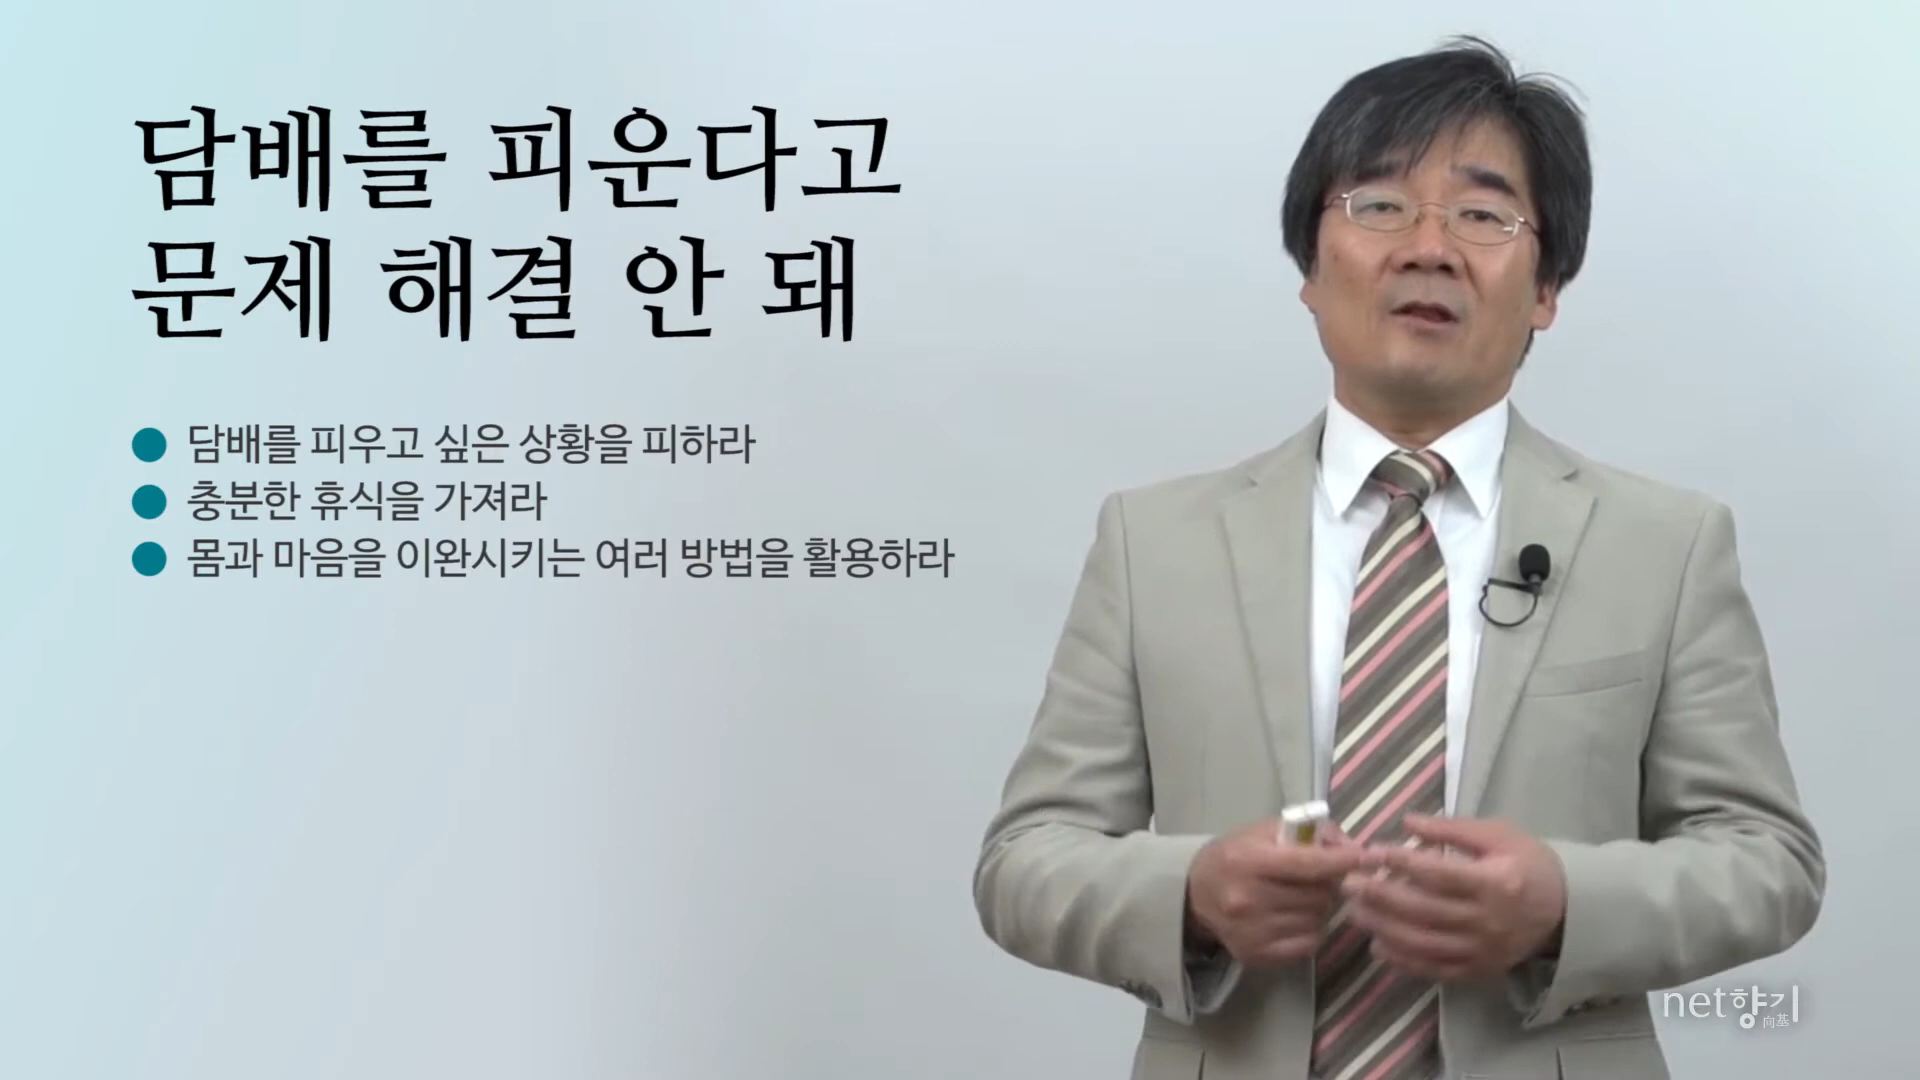 담배를 피운다고
문제 해결 안 돼
담배를 피우고 싶은 상황을 피하라
충분한 휴식을 가져라
몸과 마음을 이완시키는 여러 방법을 활용하라
net향기
向基